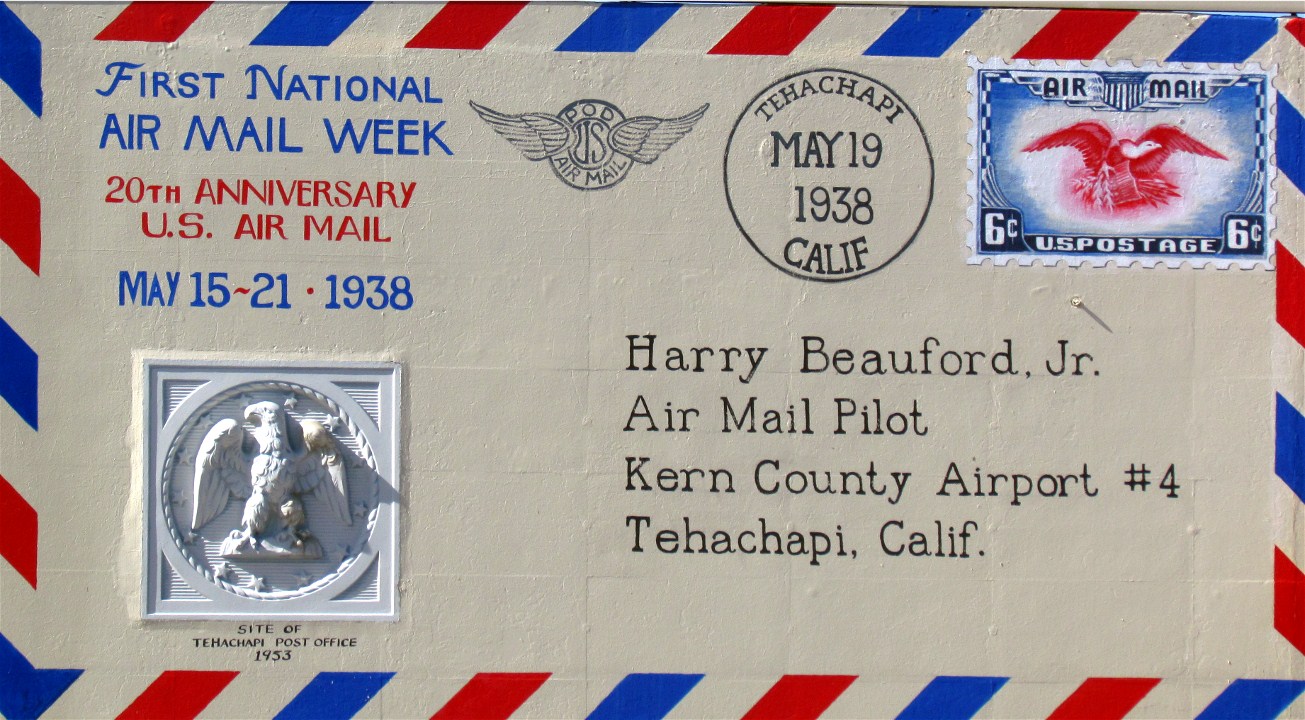 First National
Air Mail Week
20th Anniversary
U.S. Air Mail
May 15~21 · 1938
POD
US
AIR MAIL
TEHACHAPI
MAY 19
1938
CALIF
AIR MAIL
6c U.S. POSTAGE 6c
Harry Beauford, Jr.
Air Mail Pilot
Kern County Airport #4
Tehachapi, Calif.
SITE OF
TEHACHAPI POST OFFICE
1953